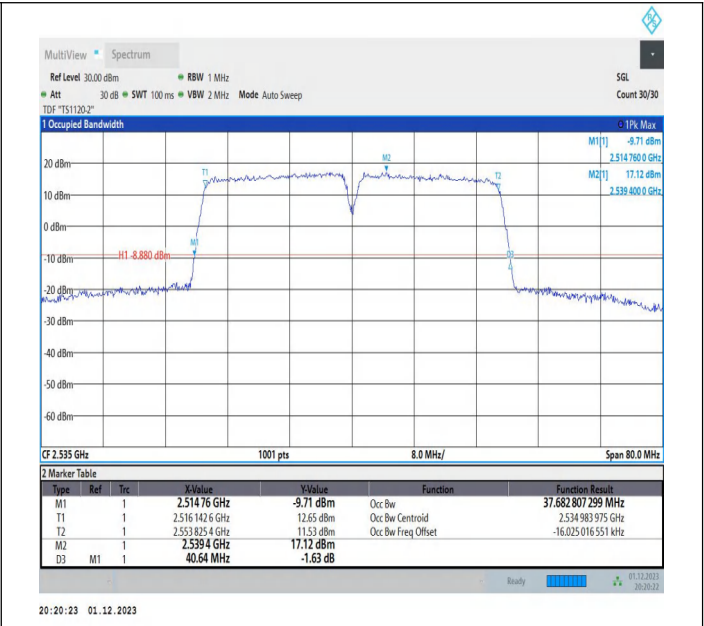 R S
MultiView Spectrum
Ref Level 30.00 dBm RBW 1 MHz SGL
Att 30 dB SWT 100 ms VBW 2 MHz Mode Auto Sweep Count 30/30
TDF "TS1120-2"
1 Occupied Bandwidth 1Pk Max
M1[1] -9.71 dBm
2.514 760 0 GHz
M2[1] 17.12 dBm
2.539 400 0 GHz
M2
T1
T2
20 dBm
10 dBm
0 dBm
M1
H1 -8.880 dBm
D3
-10 dBm
-20 dBm
-30 dBm
-40 dBm
-50 dBm
-60 dBm
CF 2.535 GHz 1001 pts 8.0 MHz/ Span 80.0 MHz
2 Marker Table
Type Ref Trc X-Value Y-Value Function Function Result
M1 1 2.514 76 GHz -9.71 dBm Occ Bw 37.682 807 299 MHz
T1 1 2.516 142 6 GHz 12.65 dBm Occ Bw Centroid 2.534 983 975 GHz
T2 1 2.553 825 4 GHz 11.53 dBm Occ Bw Freq Offset -16.025 016 551 kHz
M2 1 2.539 4 GHz 17.12 dBm
D3 M1 1 40.64 MHz -1.63 dB
Ready 01.12.2023
20:20:22
20:20:23 01.12.2023